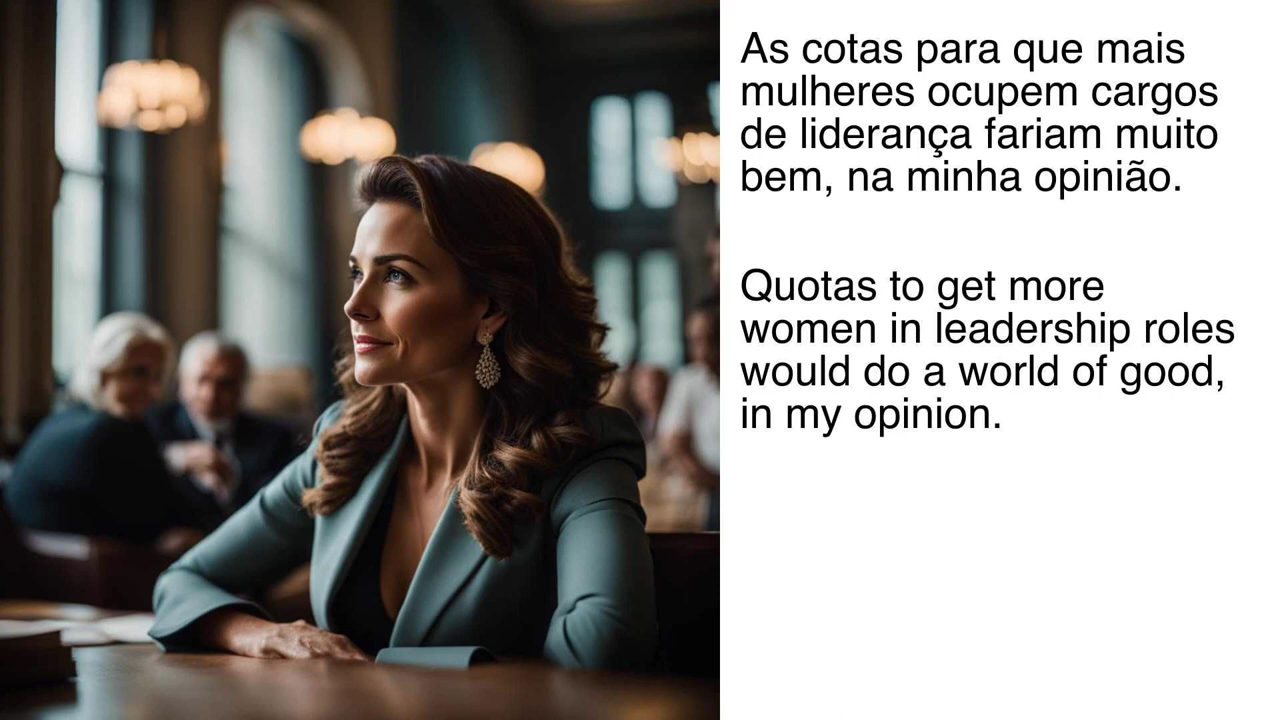 As cotas para que mais
mulheres ocupem cargos
de liderança fariam muito
bem, na minha opinião.
Quotas to get more
women in leadership roles
would do a world of good,
in my opinion.